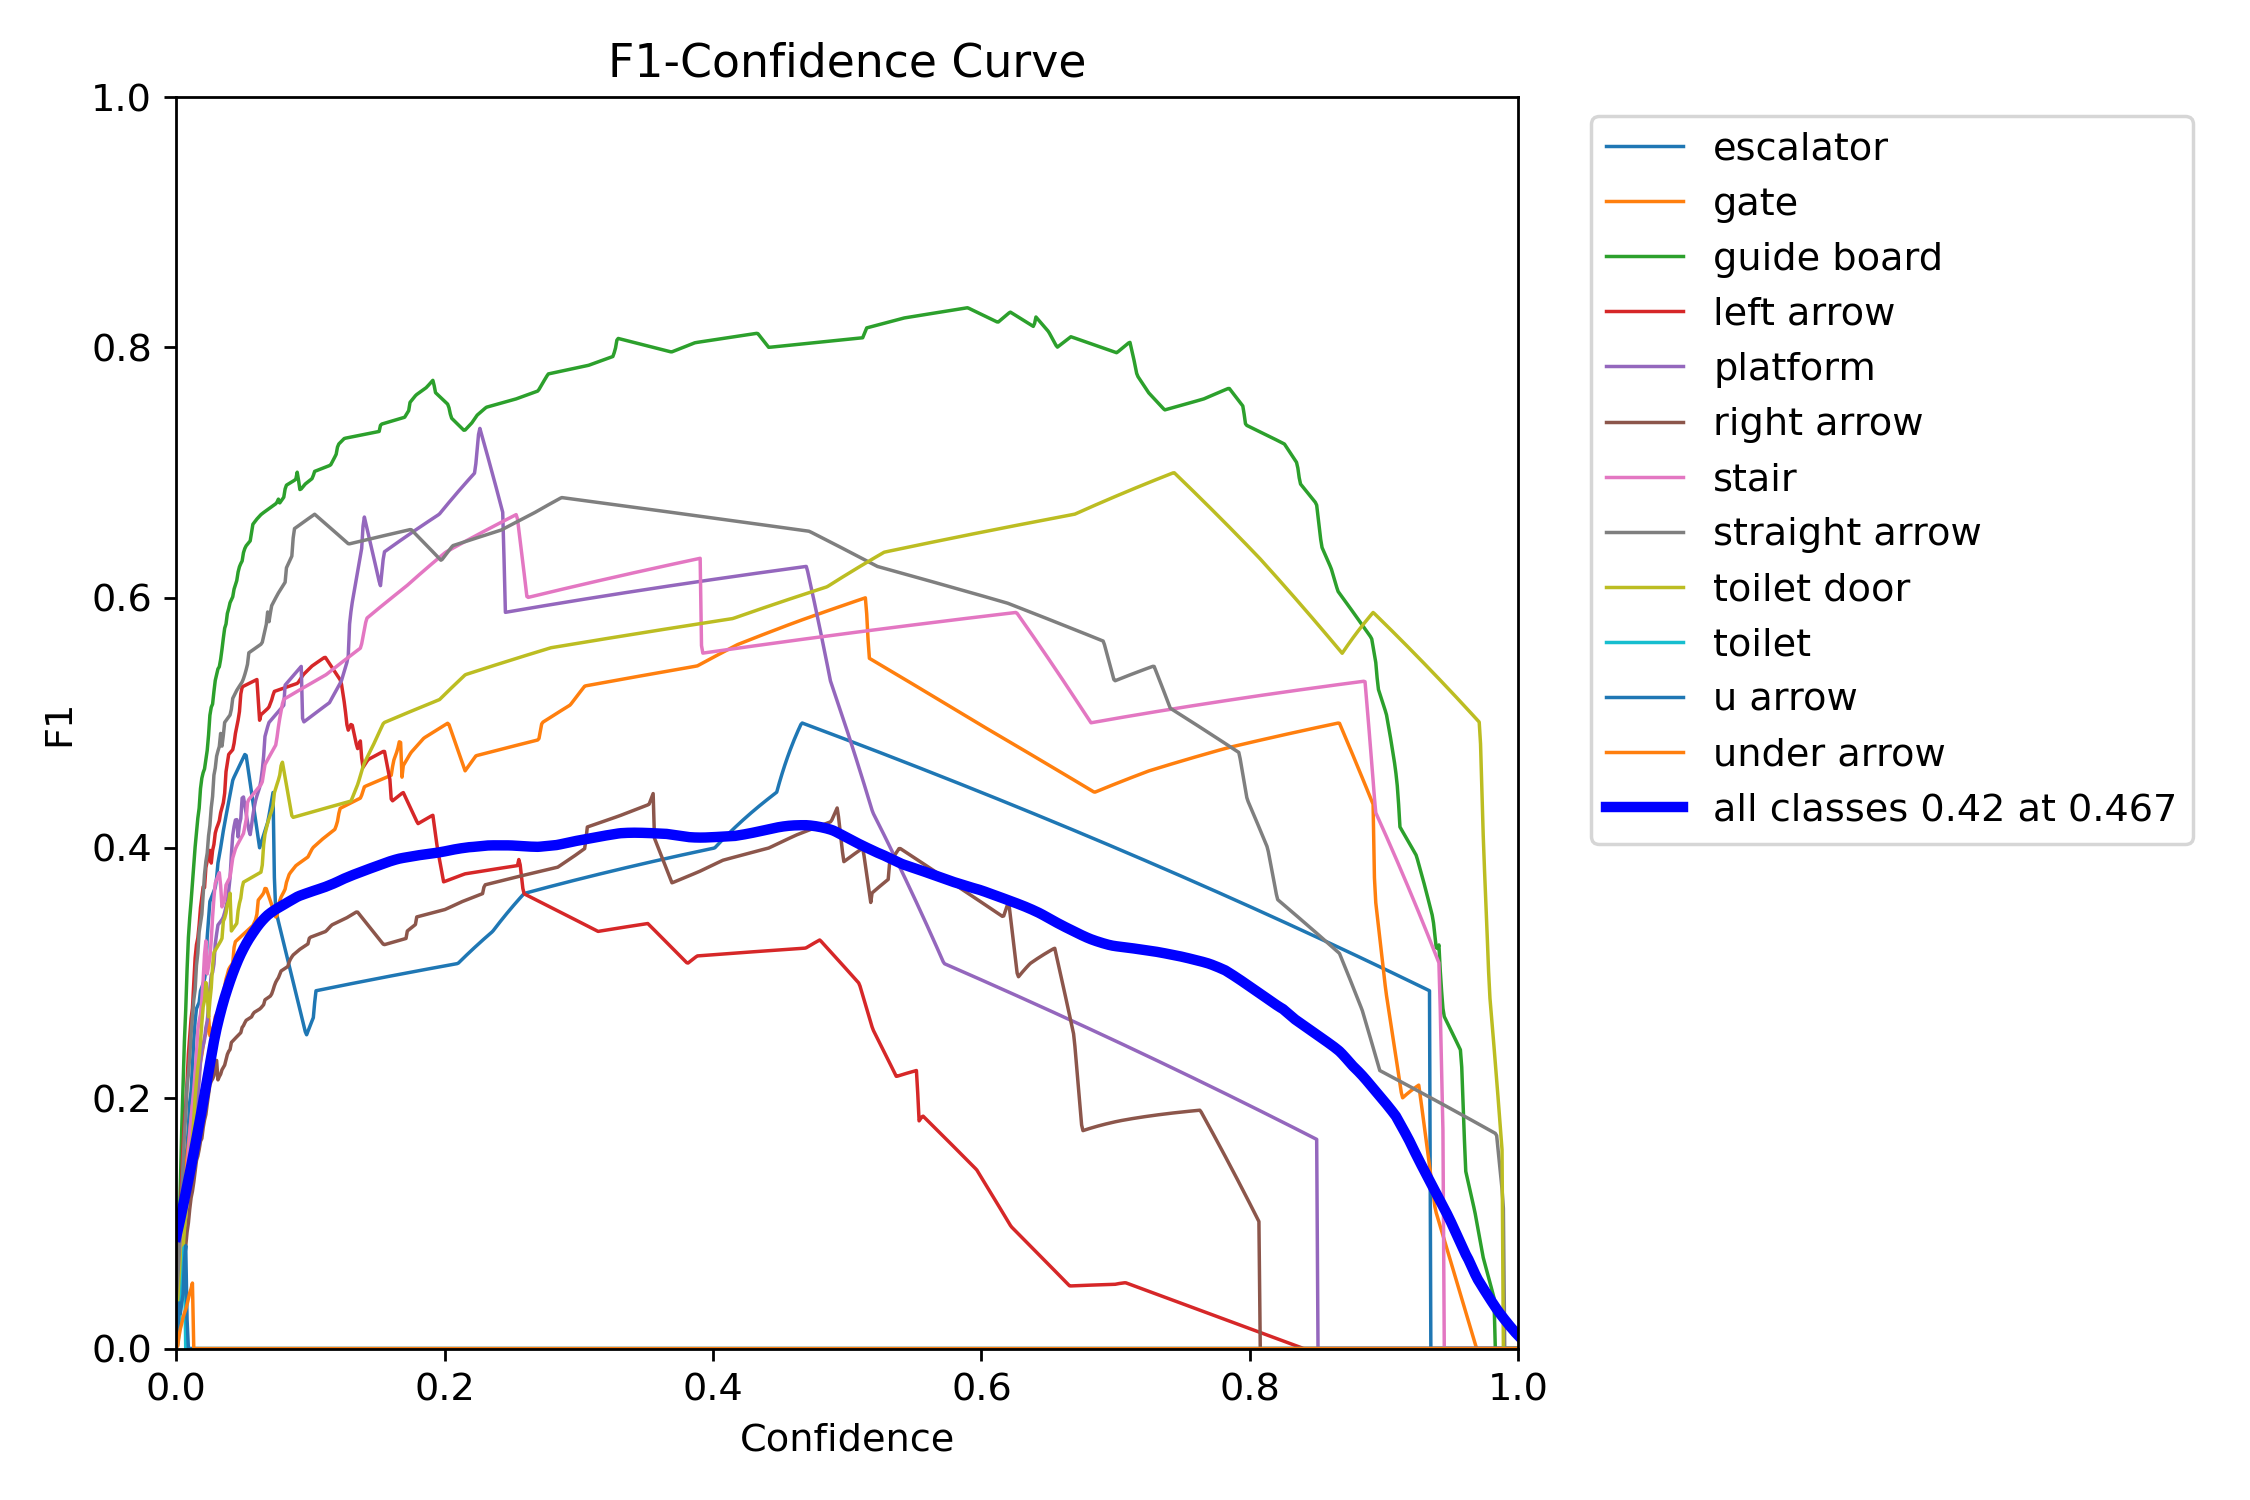 F1-Confidence Curve
1.0
0.8
0.6
0.4
0.2
0.0
F1
0.0 0.2 0.4 0.6 0.8 1.0
Confidence
escalator
gate
guide board
left arrow
platform
right arrow
stair
straight arrow
toilet door
toilet
u arrow
under arrow
all classes 0.42 at 0.467